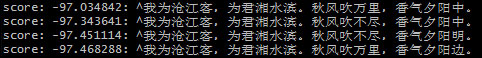 score: -97.034842: ^我为沧江客，为君湘水滨。秋风吹万里，香气夕阳中。
score: -97.343641: ^我为沧江客，为君湘水滨。秋风吹不尽，香气夕阳中。
score: -97.451114: ^我为沧江客，为君湘水滨。秋风吹不尽，香气夕阳明。
score: -97.468288: ^我为沧江客，为君湘水滨。秋风吹万里，香气夕阳边。